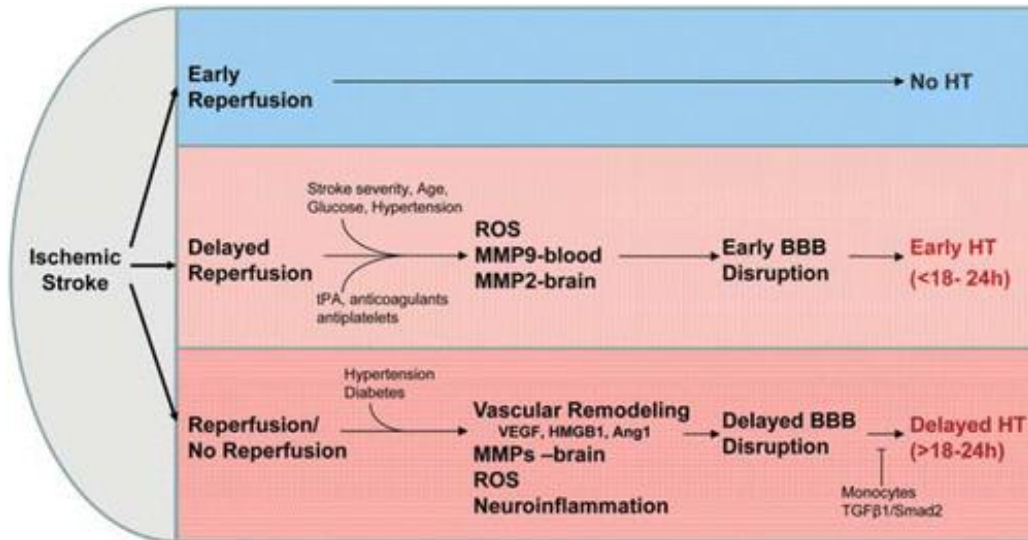 Early
Reperfusion
No HT
Ischemic
Stroke
Stroke severity, Age,
Glucose, Hypertension
Delayed
Reperfusion
tPA, anticoagulants
antiplatelets
ROS
MMP9-blood
MMP2-brain
Early BBB
Disruption
Early HT
(<18- 24h)
Hypertension
Diabetes
Reperfusion/
No Reperfusion
Vascular Remodeling
VEGF, HMGB1, Ang1
MMPs –brain
ROS
Neuroinflammation
Delayed BBB
Disruption
Delayed HT
(>18-24h)
Monocytes
TGFβ1/Smad2